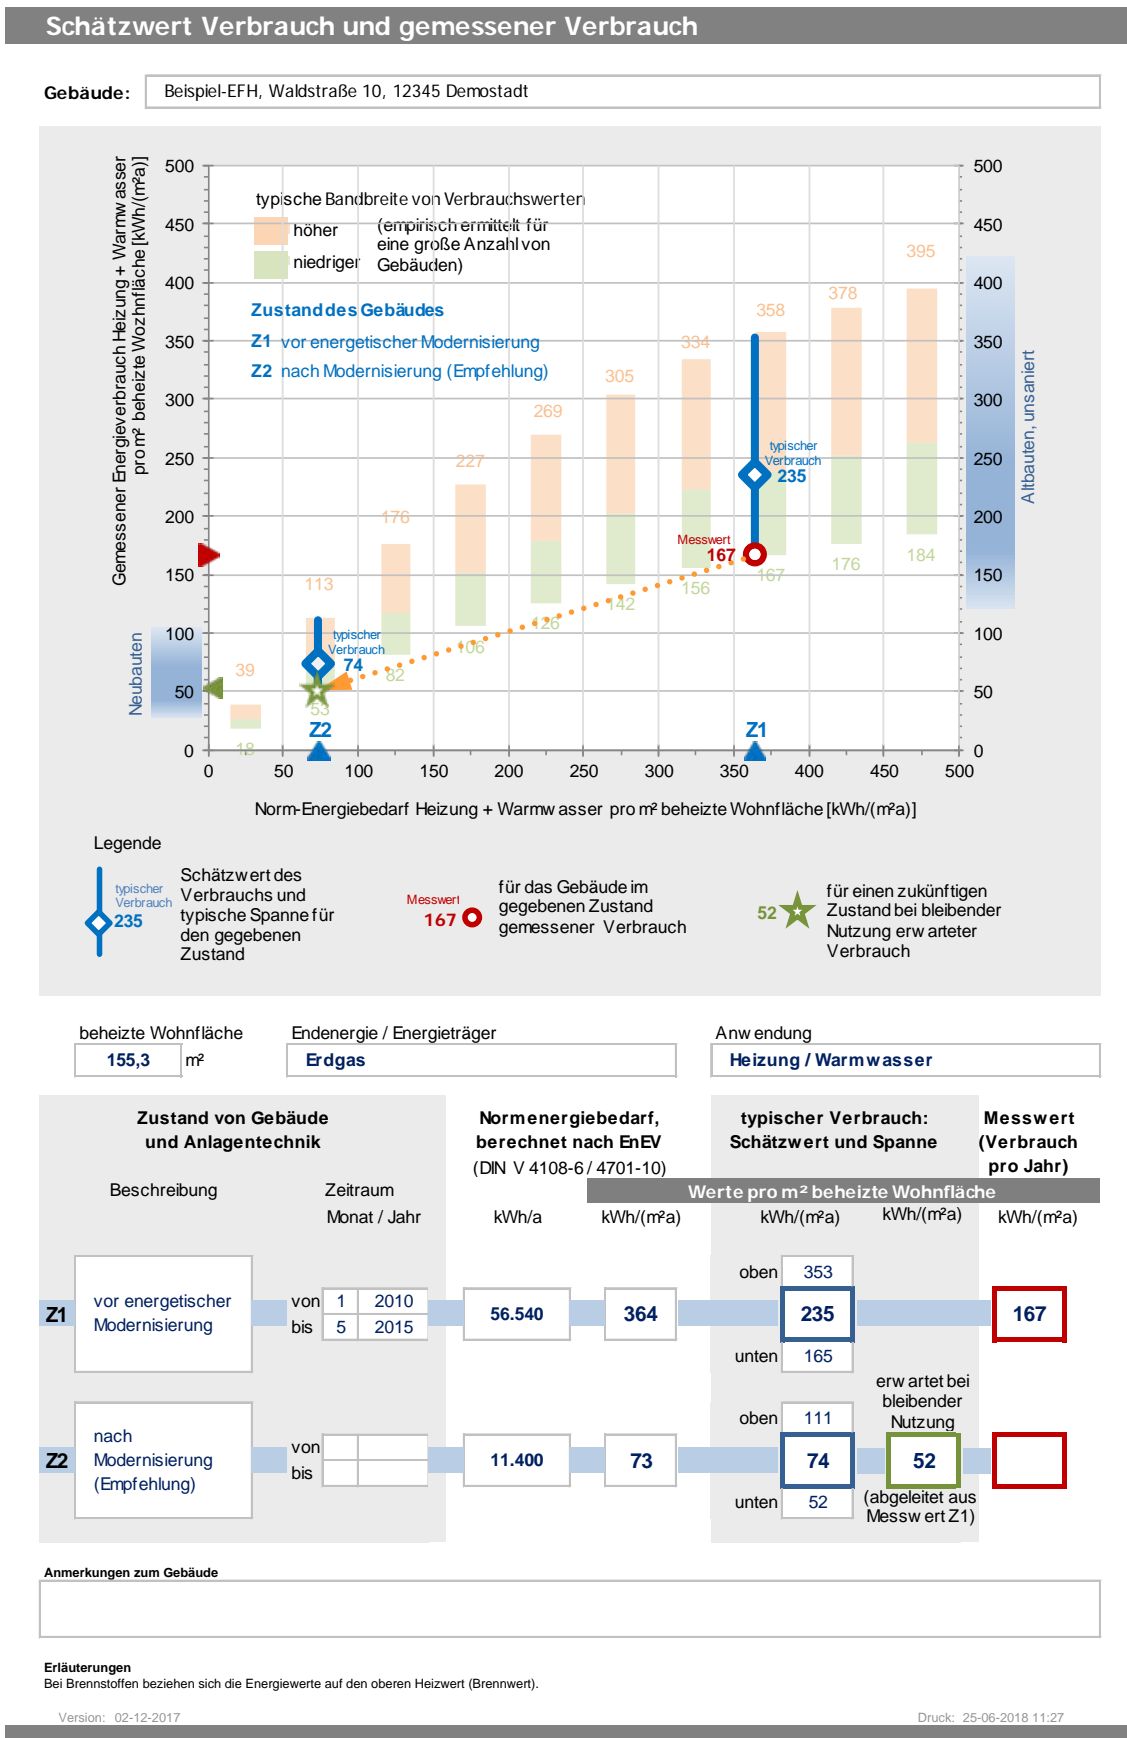 Schätzwert Verbrauch und gemessener Verbrauch
Gebäude:
Beispiel-EFH, Waldstraße 10, 12345 Demostadt
Gemessener Energieverbrauch Heizung + Warmwasser
pro m² beheizte Wozhnfläche [kWh/(m²a)]
500
450
400
350
300
250
200
150
100
50
0
typische Bandbreite von Verbrauchswerten
höher
niedriger
(empirisch ermittelt für
eine große Anzahl von
Gebäuden)
Zustand des Gebäudes
Z1 vor energetischer Modernisierung
Z2 nach Modernisierung (Empfehlung)
39
113
176
227
269
305
334
358
378
395
18
53
82
106
126
142
156
167
176
184
typischer
Verbrauch
235
Messwert
167
typischer
Verbrauch
74
Z2
Z1
500
450
400
350
300
250
200
150
100
50
0
Neubauten
Altbauten, unsaniert
0 50 100 150 200 250 300 350 400 450 500
Norm-Energiebedarf Heizung + Warmwasser pro m² beheizte Wohnfläche [kWh/(m²a)]
Legende
typischer
Verbrauch
235
Schätzwert des
Verbrauchs und
typische Spanne für
den gegebenen
Zustand
Messwert
167
für das Gebäude im
gegebenen Zustand
gemessener Verbrauch
52
für einen zukünftigen
Zustand bei bleibender
Nutzung erwarteter
Verbrauch
beheizte Wohnfläche
155,3 m²
Endenergie / Energieträger
Erdgas
Anwendung
Heizung / Warmwasser
Zustand von Gebäude
und Anlagentechnik
Normenergiebedarf,
berechnet nach EnEV
(DIN V 4108-6 / 4701-10)
typischer Verbrauch:
Schätzwert und Spanne
Messwert
(Verbrauch
pro Jahr)
Werte pro m² beheizte Wohnfläche
Beschreibung
Zeitraum
Monat / Jahr
kWh/a
kWh/(m²a)
kWh/(m²a)
kWh/(m²a)
kWh/(m²a)
Z1
vor energetischer
Modernisierung
von 1 2010
bis 5 2015
56.540
364
oben 353
235
unten 165
167
Z2
nach
Modernisierung
(Empfehlung)
von
bis
11.400
73
oben 111
74
unten 52
erwartet bei
bleibender
Nutzung
52
(abgeleitet aus
Messwert Z1)
Anmerkungen zum Gebäude
Erläuterungen
Bei Brennstoffen beziehen sich die Energiewerte auf den oberen Heizwert (Brennwert).
Version: 02-12-2017
Druck: 25-06-2018 11:27